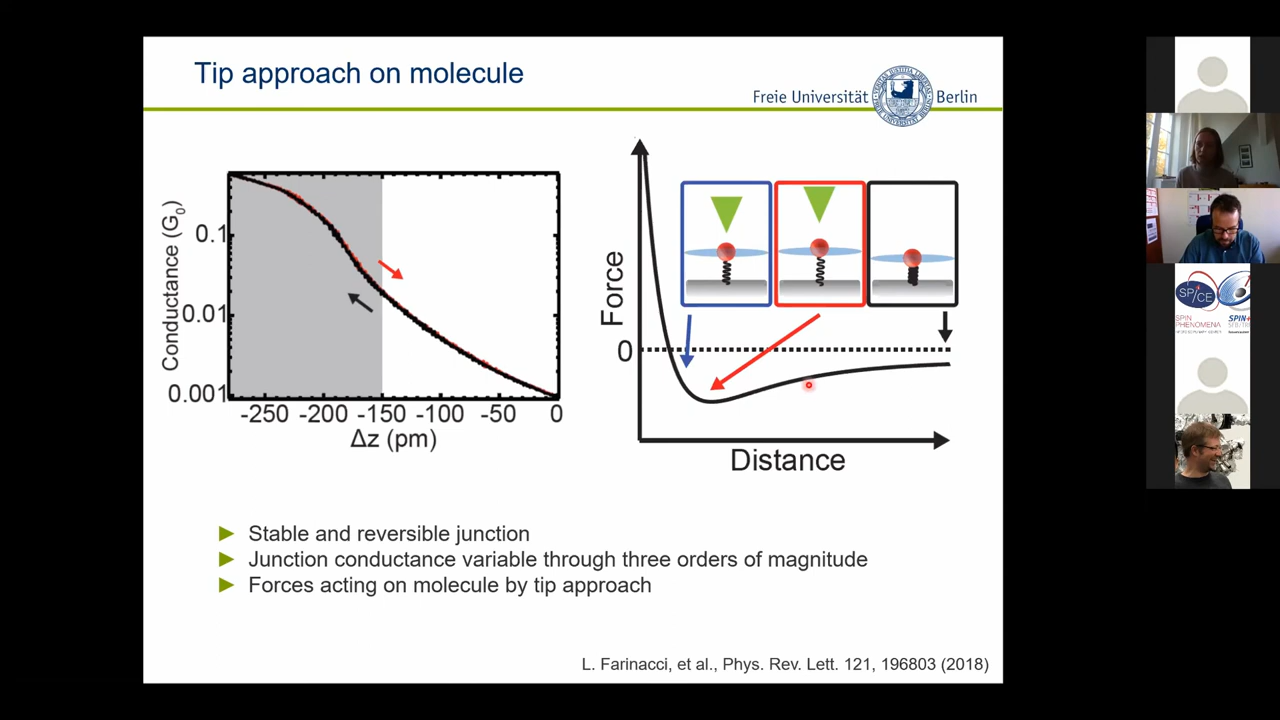 Tip approach on molecule
Freie Universität Berlin
Conductance (G0)
0.1
0.01
0.001
-250 -200 -150 -100 -50 0
Δz (pm)
Force
0
Distance
Stable and reversible junction
Junction conductance variable through three orders of magnitude
Forces acting on molecule by tip approach
L. Farinacci, et al., Phys. Rev. Lett. 121, 196803 (2018)
SPICE
SPIN PHENOMENA
SPIN+